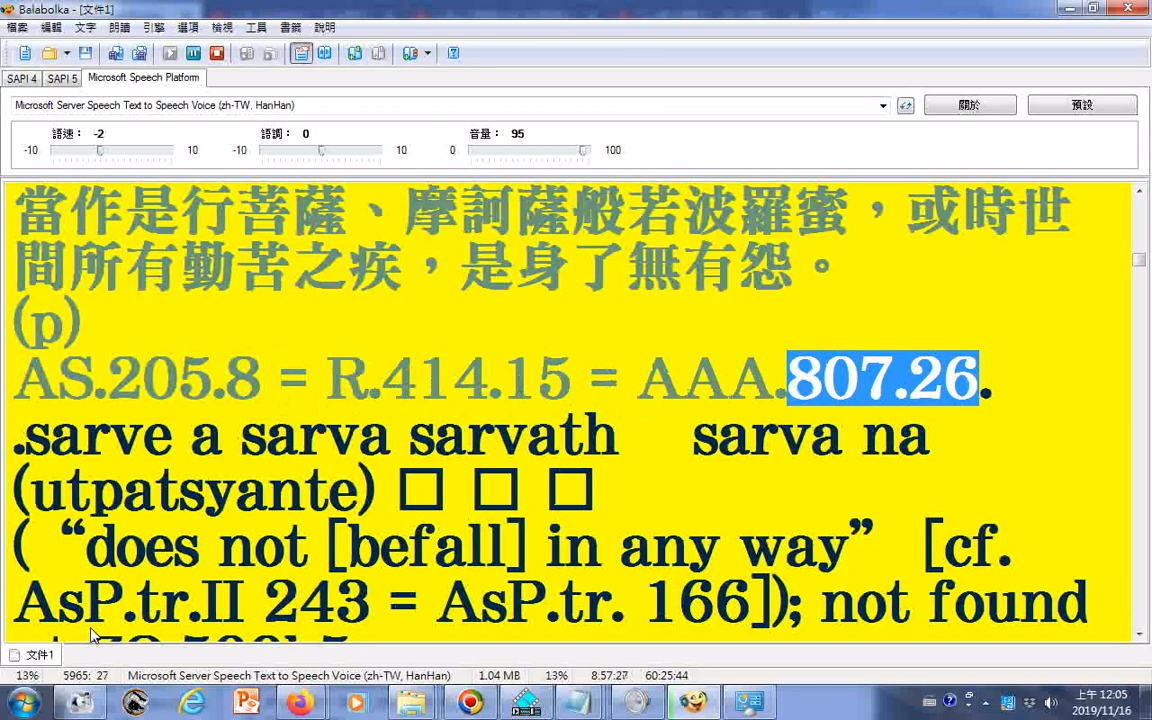 Balabolka - [文件1]
檔案 編輯 文字 朗讀 引擎 選項 檢視 工具 書籤 說明
SAPI 4 SAPI 5 Microsoft Speech Platform
Microsoft Server Speech Text to Speech Voice (zh-TW, HanHan) 關於 預設
語速： -2 語調： 0 音量： 95
-10 10 -10 10 0 100
當作是行菩薩、摩訶薩般若波羅蜜，或時世
間所有勤苦之疾，是身了無有怨。
(p)
AS.205.8 = R.414.15 = AAA.807.26.
.sarve a sarva sarvath sarva na
(utpatsyante) □ □ □
(“does not [befall] in any way” [cf.
AsP.tr.II 243 = AsP.tr. 166]); not found
文件1
13% 5965: 27 Microsoft Server Speech Text to Speech Voice (zh-TW, HanHan) 1.04 MB 13% 8:57:27 60:25:44
上午 12:05
2019/11/16